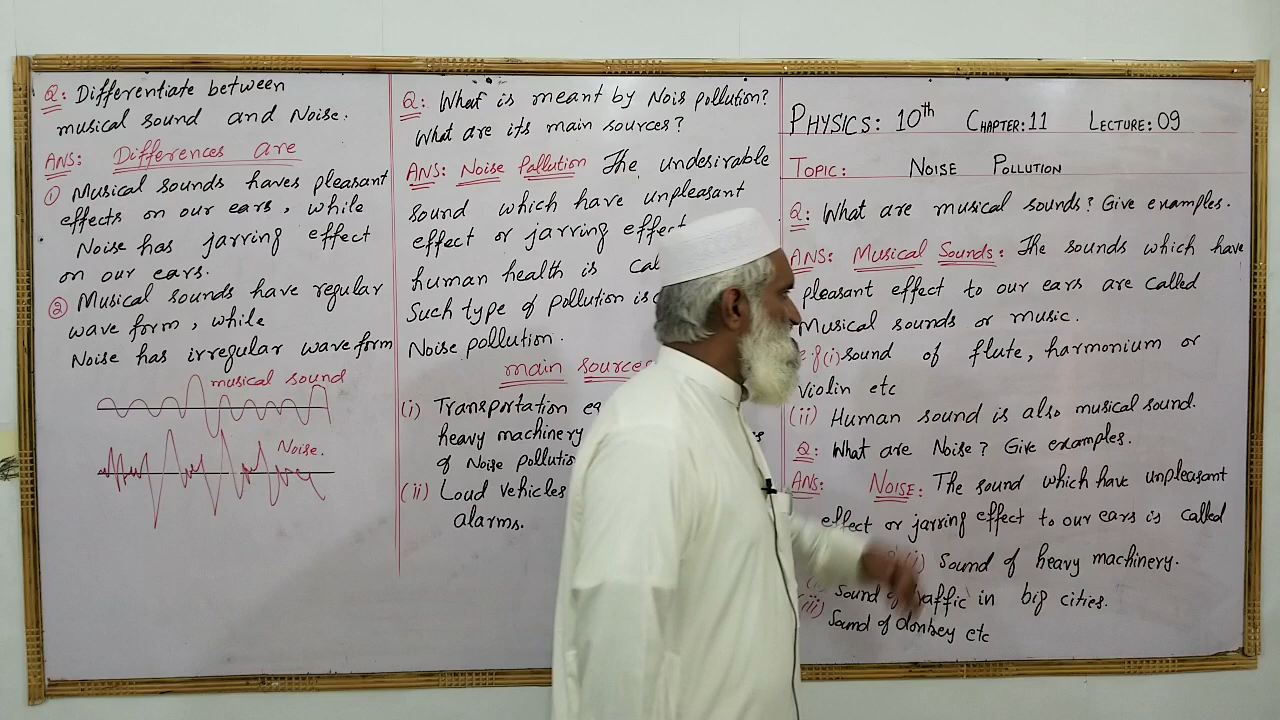 Q: Differentiate between
musical sound and Noise.
ANS: Differences are
① Musical sounds haves pleasant
effects on our ears, while
Noise has jarring effect
on our ears.
② Musical sounds have regular
wave form, while
Noise has irregular wave form
musical sound
Noise.
Q: What is meant by Nois pollution?
What are its main sources?
ANS: Noise Pallution The undesirable
sound which have unpleasant
effect or jarring effect
human health is
Such type of pollution is
Noise pollution.
main sources
(i) Transportation
heavy machinery
of Noise
(ii) Loud vehicles
alarms.
PHYSICS: 10th CHAPTER: 11 LECTURE: 09
TOPIC: NOISE POLLUTION
Q: What are musical sounds? Give examples.
ANS: Musical Sounds: The sounds which have
pleasant effect to our ears are called
Musical sounds or music.
(i) sound of flute, harmonium or
violin etc
(ii) Human sound is also musical sound.
Q: What are Noise? Give examples.
ANS: NOISE: The sound which have unpleasant
effect or jarring effect to our ears is called
(i) Sound of heavy machinery.
Sound of traffic in big cities.
(iii) Sound of donkey etc